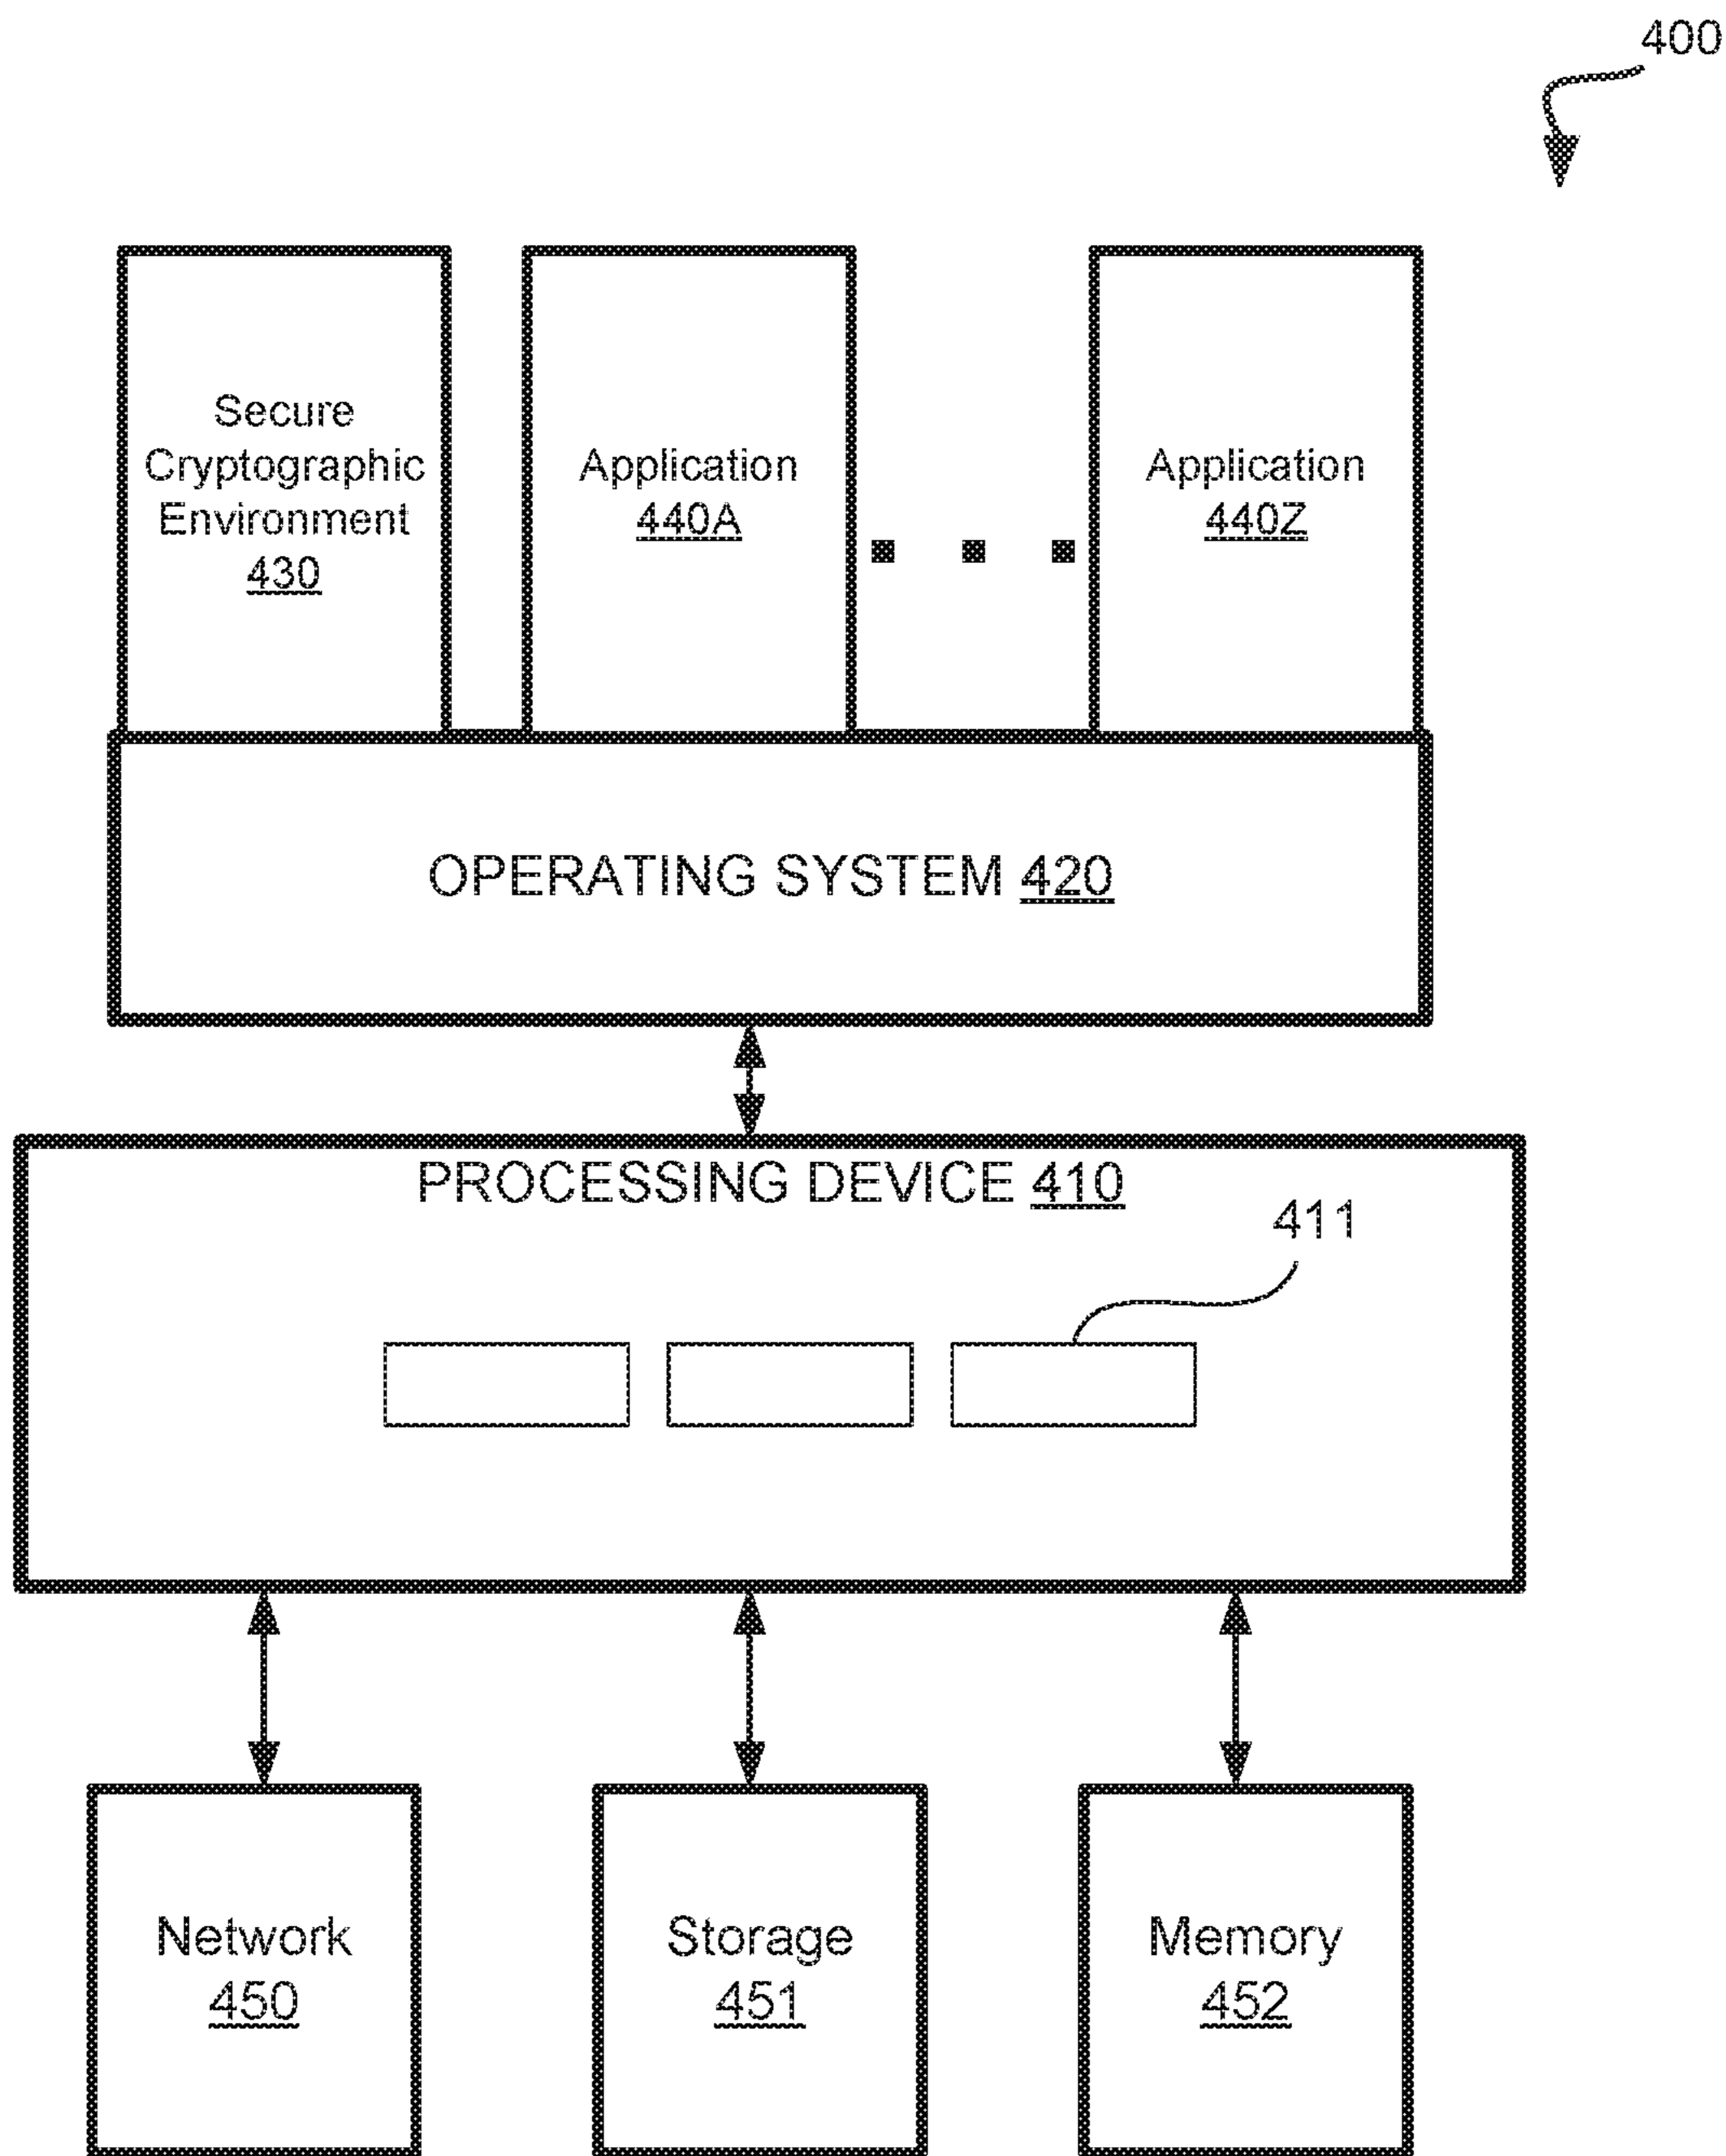 400
Secure
Cryptographic
Environment
430
Application
440A
Application
440Z
OPERATING SYSTEM 420
PROCESSING DEVICE 410
411
Network
450
Storage
451
Memory
452